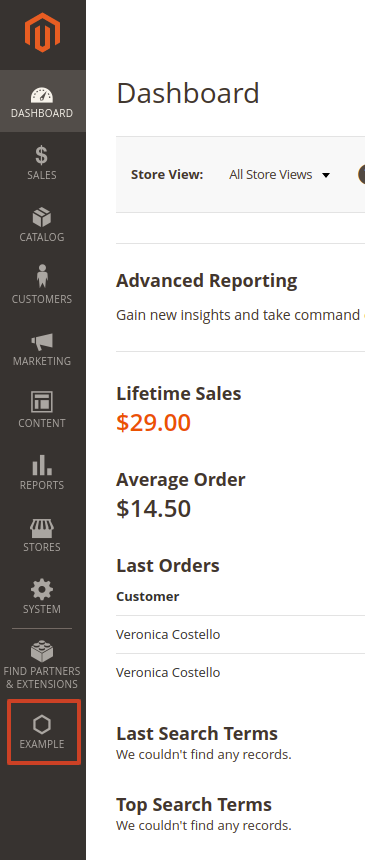 DASHBOARD
SALES
CATALOG
CUSTOMERS
MARKETING
CONTENT
REPORTS
STORES
SYSTEM
FIND PARTNERS
& EXTENSIONS
EXAMPLE
Dashboard
Store View: All Store Views
Advanced Reporting
Gain new insights and take command
Lifetime Sales
$29.00
Average Order
$14.50
Last Orders
Customer
Veronica Costello
Veronica Costello
Last Search Terms
We couldn't find any records.
Top Search Terms
We couldn't find any records.